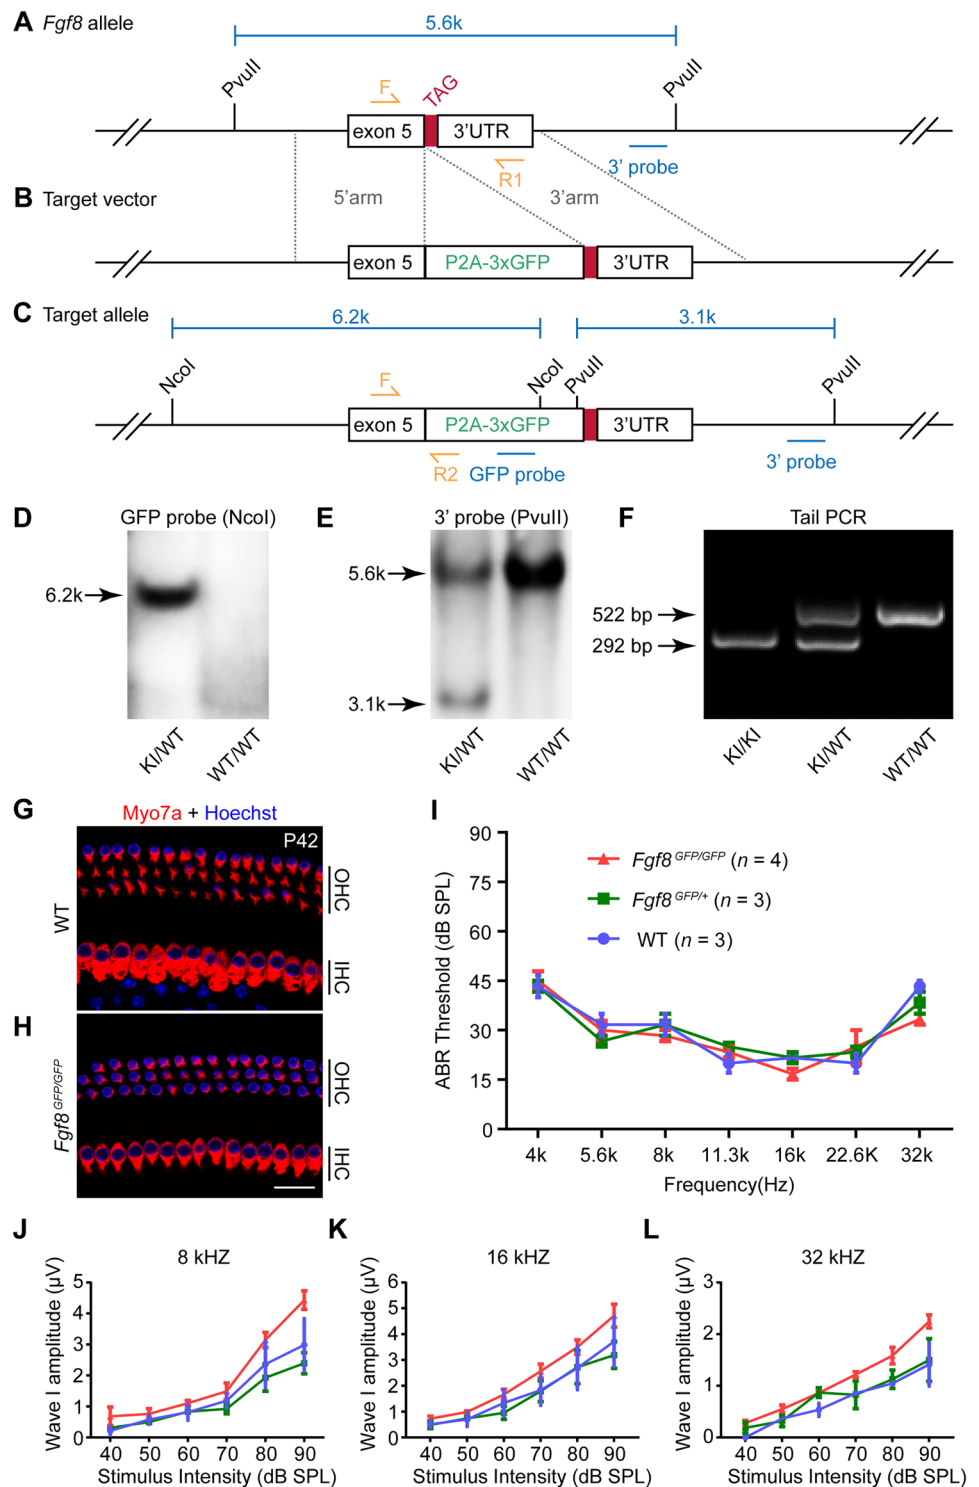 A Fgf8 allele
5.6k
PvuII PvuII
F TAG
exon 5 3'UTR
R1 3' probe
B Target vector
5'arm 3'arm
exon 5 P2A-3xGFP 3'UTR
C Target allele
6.2k 3.1k
NcoI NcoI PvuII PvuII
F
exon 5 P2A-3xGFP 3'UTR
R2 GFP probe 3' probe
D GFP probe (NcoI)
6.2k
KI/WT WT/WT
E 3' probe (PvuII)
5.6k
3.1k
KI/WT WT/WT
F Tail PCR
522 bp
292 bp
KI/KI KI/WT WT/WT
G Myo7a + Hoechst
P42
WT
OHC
IHC
H
Fgf8 GFP/GFP
OHC
IHC
I
ABR Threshold (dB SPL)
90
75
60
45
30
15
0
Fgf8 GFP/GFP (n = 4)
Fgf8 GFP/+ (n = 3)
WT (n = 3)
4k 5.6k 8k 11.3k 16k 22.6K 32k
Frequency(Hz)
J 8 kHZ
Wave I amplitude (μV)
5
4
3
2
1
0
40 50 60 70 80 90
Stimulus Intensity (dB SPL)
K 16 kHZ
Wave I amplitude (μV)
6
5
4
3
2
1
0
40 50 60 70 80 90
Stimulus Intensity (dB SPL)
L 32 kHZ
Wave I amplitude (μV)
3
2
1
0
40 50 60 70 80 90
Stimulus Intensity (dB SPL)